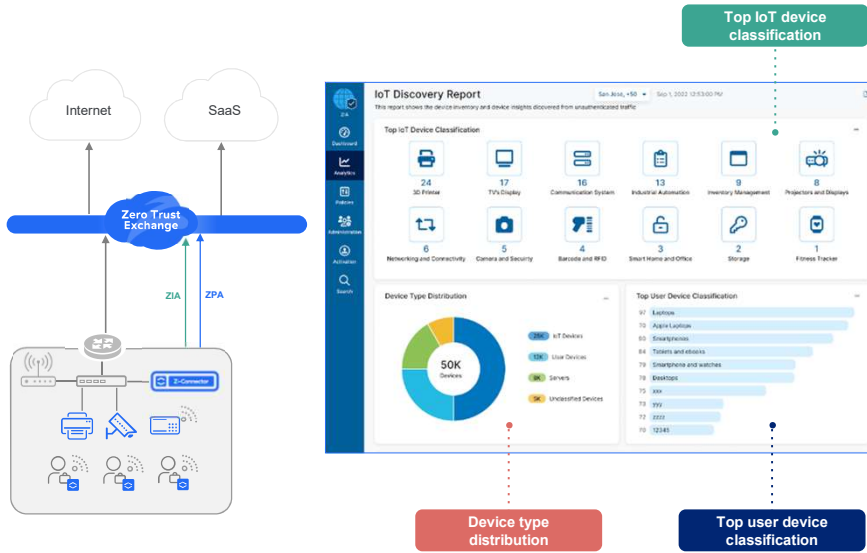 Top IoT device
classification
Internet
SaaS
Zero Trust
Exchange
ZIA
ZPA
Z-Connector
ZIA
Dashboard
Analytics
Policies
Administration
Activation
Search
IoT Discovery Report
San Jose, +50
Sep 1, 2022 12:53:00 PM
This report shows the device inventory and device insights discovered from unauthenticated traffic
Top IoT Device Classification
24
3D Printer
17
TV's Display
16
Communication System
13
Industrial Automation
9
Inventory Management
8
Projectors and Displays
6
Networking and Connectivity
5
Camera and Security
4
Barcode and RFID
3
Smart Home and Office
2
Storage
1
Fitness Tracker
Device Type Distribution
50K
Devices
IoT Devices
User Devices
Servers
5K Unclassified Devices
Top User Device Classification
97 Laptops
Apple Laptops
Smartphones
84 Tablets and ebooks
79 Smartphone and watches
78 Desktops
75 xxx
73 yyy
72 zzzz
70 12345
Device type
distribution
Top user device
classification